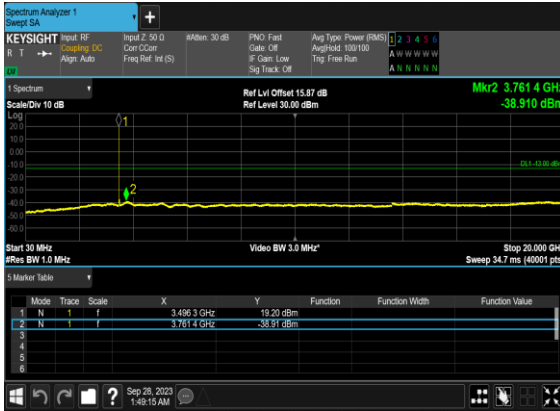 Spectrum Analyzer 1
Swept SA
+
KEYSIGHT
R T
Input: RF
Coupling: DC
Align: Auto
Input Z: 50 Ω
Corr CCorr
Freq Ref: Int (S)
#Atten: 30 dB
PNO: Fast
Gate: Off
IF Gain: Low
Sig Track: Off
Avg Type: Power (RMS)
Avg|Hold: 100/100
Trig: Free Run
1 2 3 4 5 6
A W W W W W
A N N N N N
1 Spectrum
Scale/Div 10 dB
Ref Lvl Offset 15.87 dB
Ref Level 30.00 dBm
Mkr2 3.761 4 GHz
-38.910 dBm
Log
20.0
10.0
0.00
-10.0
-20.0
-30.0
-40.0
-50.0
-60.0
1
2
DL1 -13.00 dBm
Start 30 MHz
#Res BW 1.0 MHz
Video BW 3.0 MHz*
Stop 20.000 GH
Sweep 34.7 ms (40001 pts
5 Marker Table
Mode Trace Scale X Y Function Function Width Function Value
1 N 1 f 3.496 3 GHz 19.20 dBm
2 N 1 f 3.761 4 GHz -38.91 dBm
3
4
5
6
?
Sep 28, 2023
1:49:15 AM